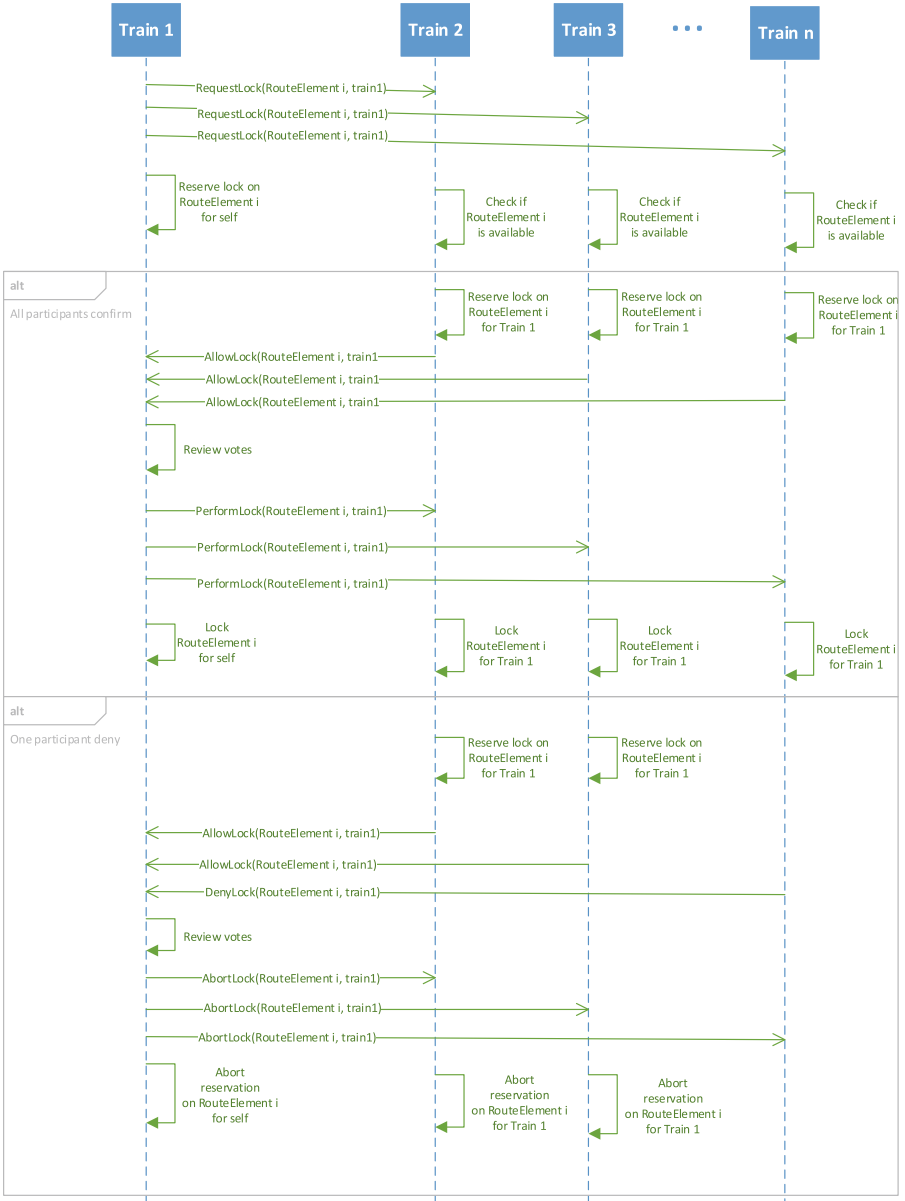 Train 1
Train 2
Train 3
...
Train n
RequestLock(RouteElement i, train1)
RequestLock(RouteElement i, train1)
RequestLock(RouteElement i, train1)
Reserve lock on
RouteElement i
for self
Check if
RouteElement i
is available
Check if
RouteElement i
is available
Check if
RouteElement i
is available
alt
All participants confirm
Reserve lock on
RouteElement i
for Train 1
Reserve lock on
RouteElement i
for Train 1
Reserve lock on
RouteElement i
for Train 1
AllowLock(RouteElement i, train1
AllowLock(RouteElement i, train1
AllowLock(RouteElement i, train1
Review votes
PerformLock(RouteElement i, train1)
PerformLock(RouteElement i, train1)
PerformLock(RouteElement i, train1)
Lock
RouteElement i
for self
Lock
RouteElement i
for Train 1
Lock
RouteElement i
for Train 1
Lock
RouteElement i
for Train 1
alt
One participant deny
Reserve lock on
RouteElement i
for Train 1
Reserve lock on
RouteElement i
for Train 1
AllowLock(RouteElement i, train1)
AllowLock(RouteElement i, train1)
DenyLock(RouteElement i, train1)
Review votes
AbortLock(RouteElement i, train1)
AbortLock(RouteElement i, train1)
AbortLock(RouteElement i, train1)
Abort
reservation
on RouteElement i
for self
Abort
reservation
on RouteElement i
for Train 1
Abort
reservation
on RouteElement i
for Train 1